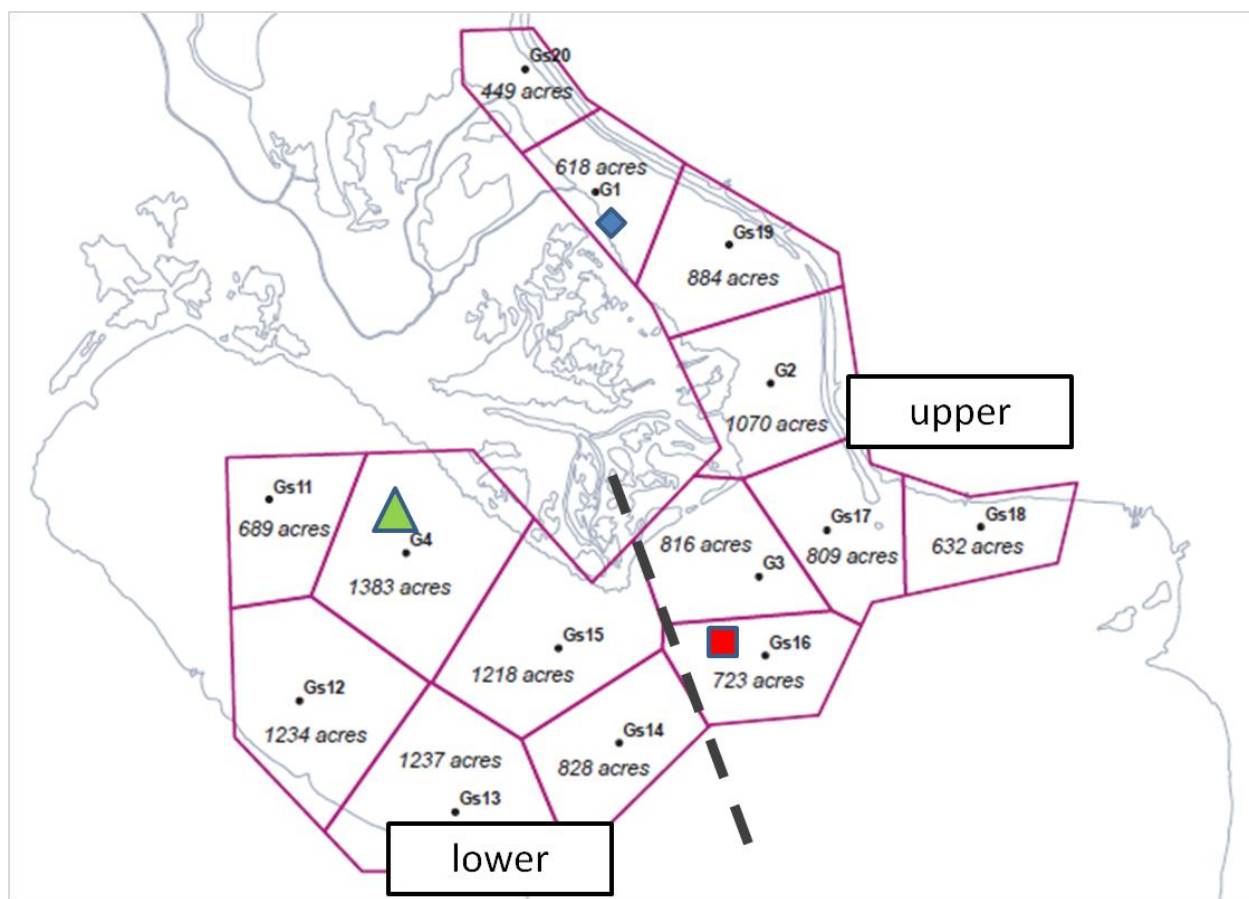 Gs20
449 acres
618 acres
G1
Gs19
884 acres
G2
1070 acres
upper
Gs11
689 acres
G4
1383 acres
816 acres
G3
Gs17
809 acres
Gs18
632 acres
Gs15
1218 acres
Gs16
723 acres
Gs12
1234 acres
Gs14
828 acres
1237 acres
Gs13
lower